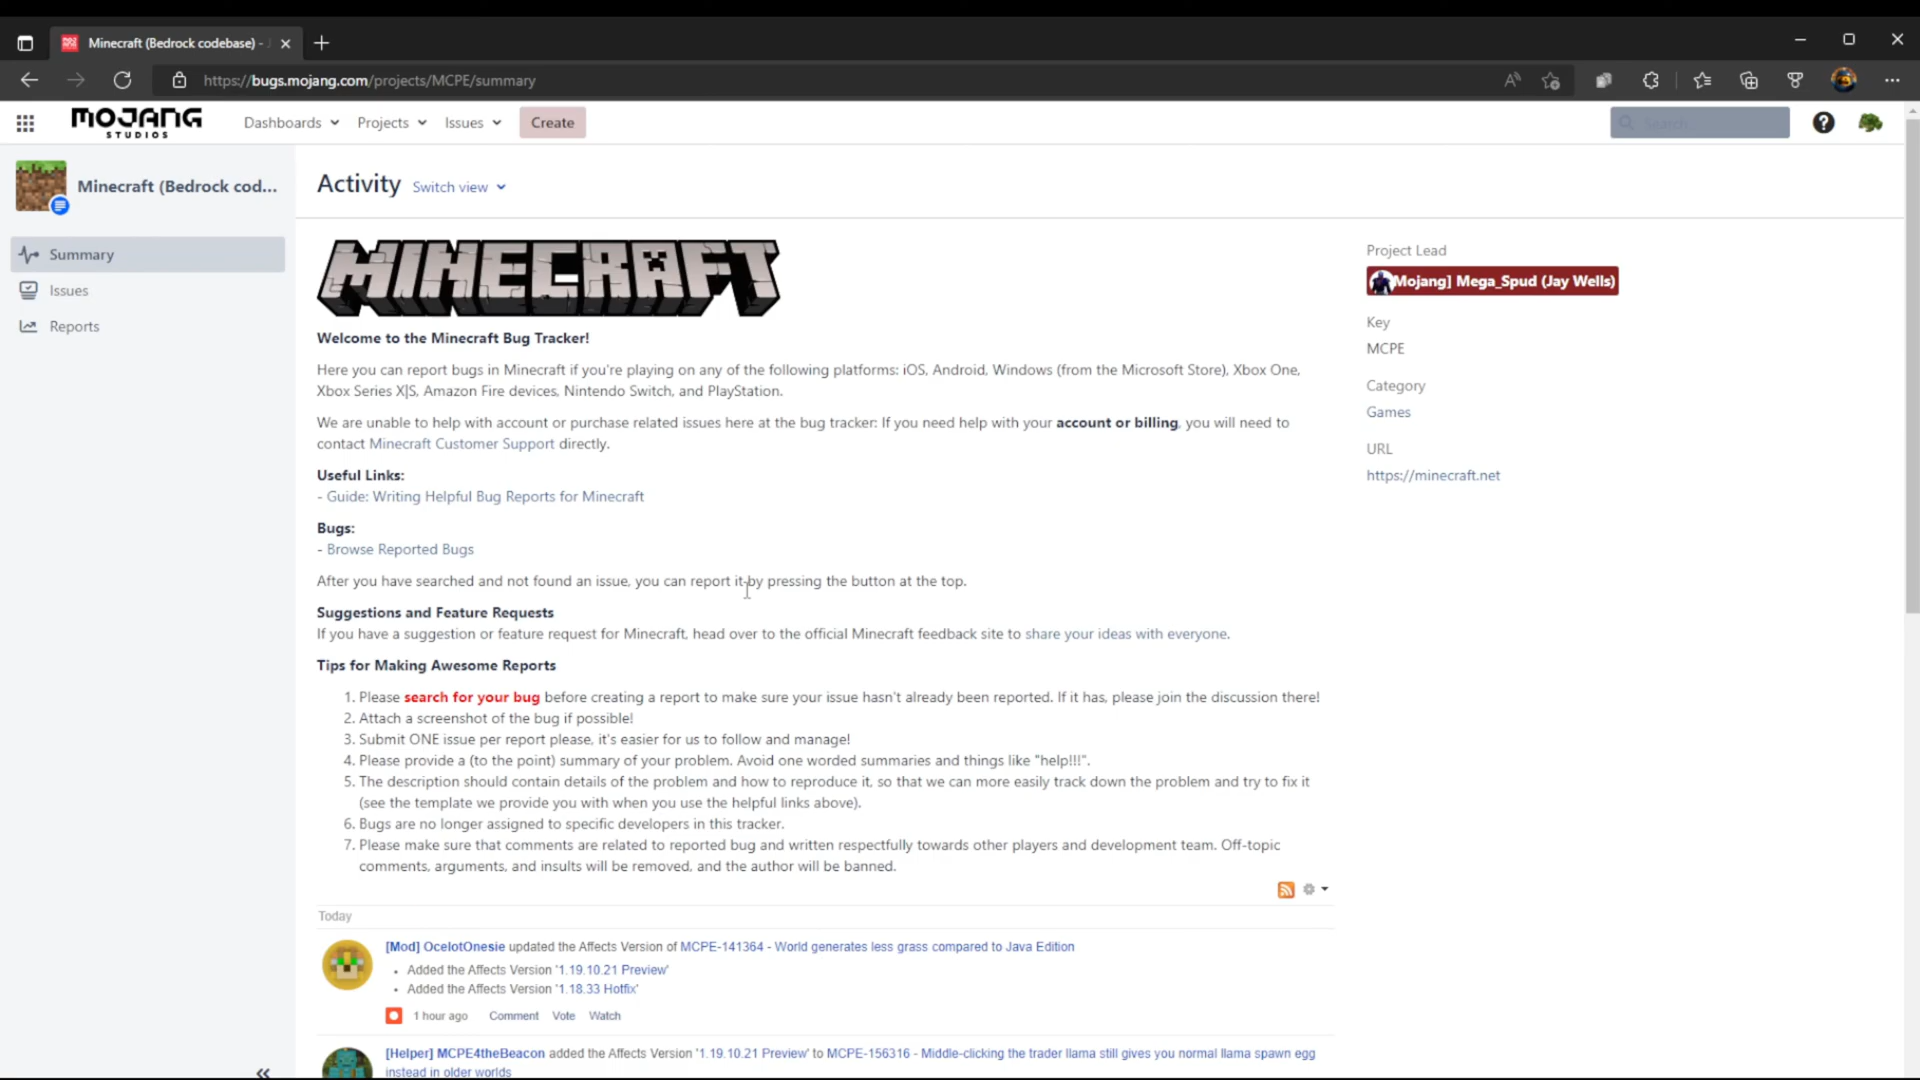 Minecraft (Bedrock codebase) - J
https://bugs.mojang.com/projects/MCPE/summary
MOJANG
STUDIOS
Dashboards
Projects
Issues
Create
Search
Minecraft (Bedrock cod...
Summary
Issues
Reports
Activity
Switch view
MINECRAFT
Welcome to the Minecraft Bug Tracker!
Here you can report bugs in Minecraft if you're playing on any of the following platforms: iOS, Android, Windows (from the Microsoft Store), Xbox One,
Xbox Series X|S, Amazon Fire devices, Nintendo Switch, and PlayStation.
We are unable to help with account or purchase related issues here at the bug tracker: If you need help with your account or billing, you will need to
contact Minecraft Customer Support directly.
Useful Links:
- Guide: Writing Helpful Bug Reports for Minecraft
Bugs:
- Browse Reported Bugs
After you have searched and not found an issue, you can report it by pressing the button at the top.
Suggestions and Feature Requests
If you have a suggestion or feature request for Minecraft, head over to the official Minecraft feedback site to share your ideas with everyone.
Tips for Making Awesome Reports
1. Please search for your bug before creating a report to make sure your issue hasn't already been reported. If it has, please join the discussion there!
2. Attach a screenshot of the bug if possible!
3. Submit ONE issue per report please, it's easier for us to follow and manage!
4. Please provide a (to the point) summary of your problem. Avoid one worded summaries and things like "help!!!".
5. The description should contain details of the problem and how to reproduce it, so that we can more easily track down the problem and try to fix it
(see the template we provide you with when you use the helpful links above).
6. Bugs are no longer assigned to specific developers in this tracker.
7. Please make sure that comments are related to reported bug and written respectfully towards other players and development team. Off-topic
comments, arguments, and insults will be removed, and the author will be banned.
Today
[Mod] OcelotOnesie updated the Affects Version of MCPE-141364 - World generates less grass compared to Java Edition
Added the Affects Version '1.19.10.21 Preview'
Added the Affects Version '1.18.33 Hotfix'
1 hour ago
Comment
Vote
Watch
[Helper] MCPE4theBeacon added the Affects Version '1.19.10.21 Preview' to MCPE-156316 - Middle-clicking the trader llama still gives you normal llama spawn egg
instead in older worlds
Project Lead
Mojang] Mega_Spud (Jay Wells)
Key
MCPE
Category
Games
URL
https://minecraft.net